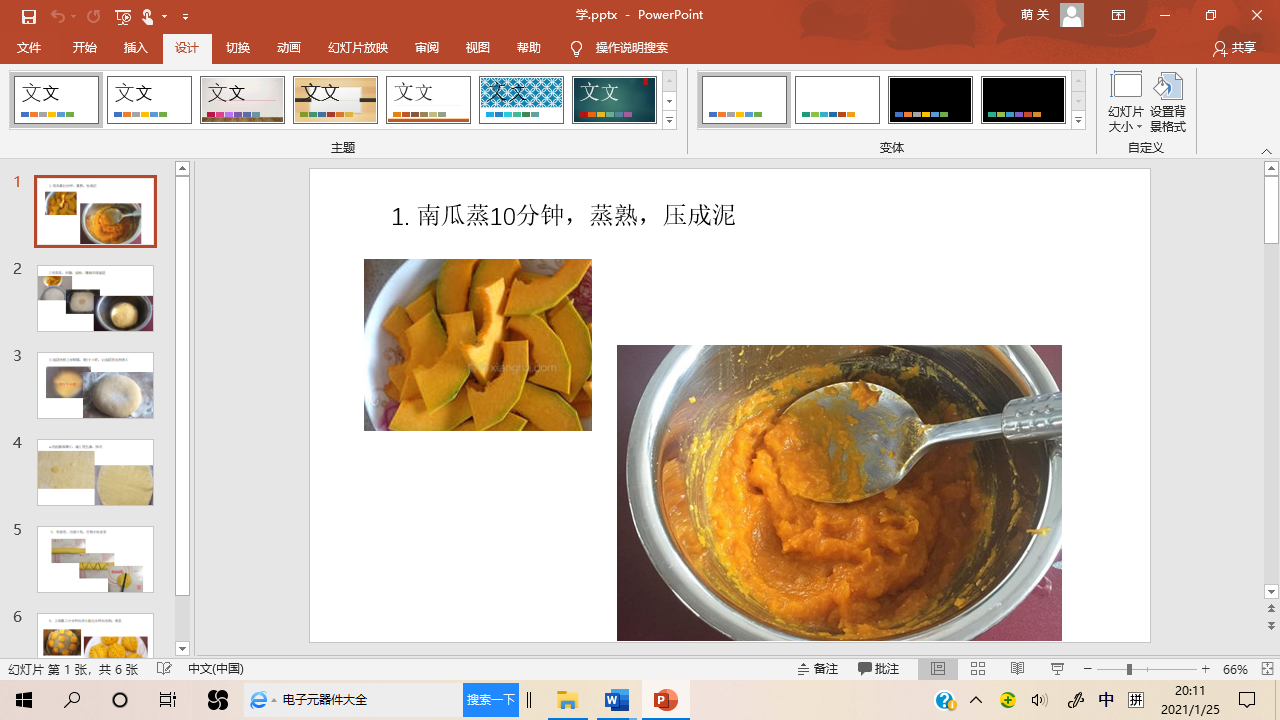 学.pptx - PowerPoint
萌 关
文件 开始 插入 设计 切换 动画 幻灯片放映 审阅 视图 帮助 操作说明搜索 共享
文文 文文 文文 文文 文文 文文 文文
幻灯片大小
设置背景格式
主题 变体 自定义
1
2
3
4
5
6
1. 南瓜蒸10分钟，蒸熟，压成泥
幻灯片 第 1 张，共 6 张 中文(中国) 备注 批注 66%
电子元器件大全 搜索一下 中 拼
20:17
2021/1/25